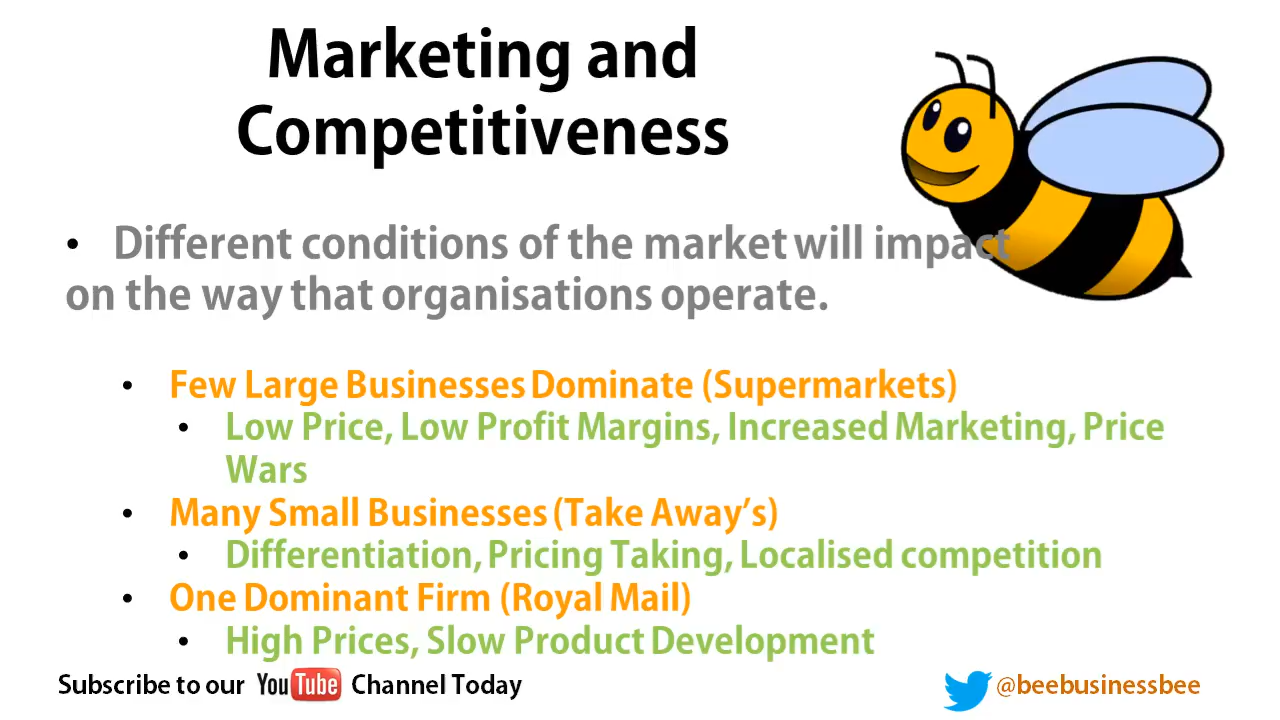 Marketing and
Competitiveness
• Different conditions of the market will impact
on the way that organisations operate.
• Few Large Businesses Dominate (Supermarkets)
• Low Price, Low Profit Margins, Increased Marketing, Price
Wars
• Many Small Businesses (Take Away’s)
• Differentiation, Pricing Taking, Localised competition
• One Dominant Firm (Royal Mail)
• High Prices, Slow Product Development
Subscribe to our YouTube Channel Today
@beebusinessbee